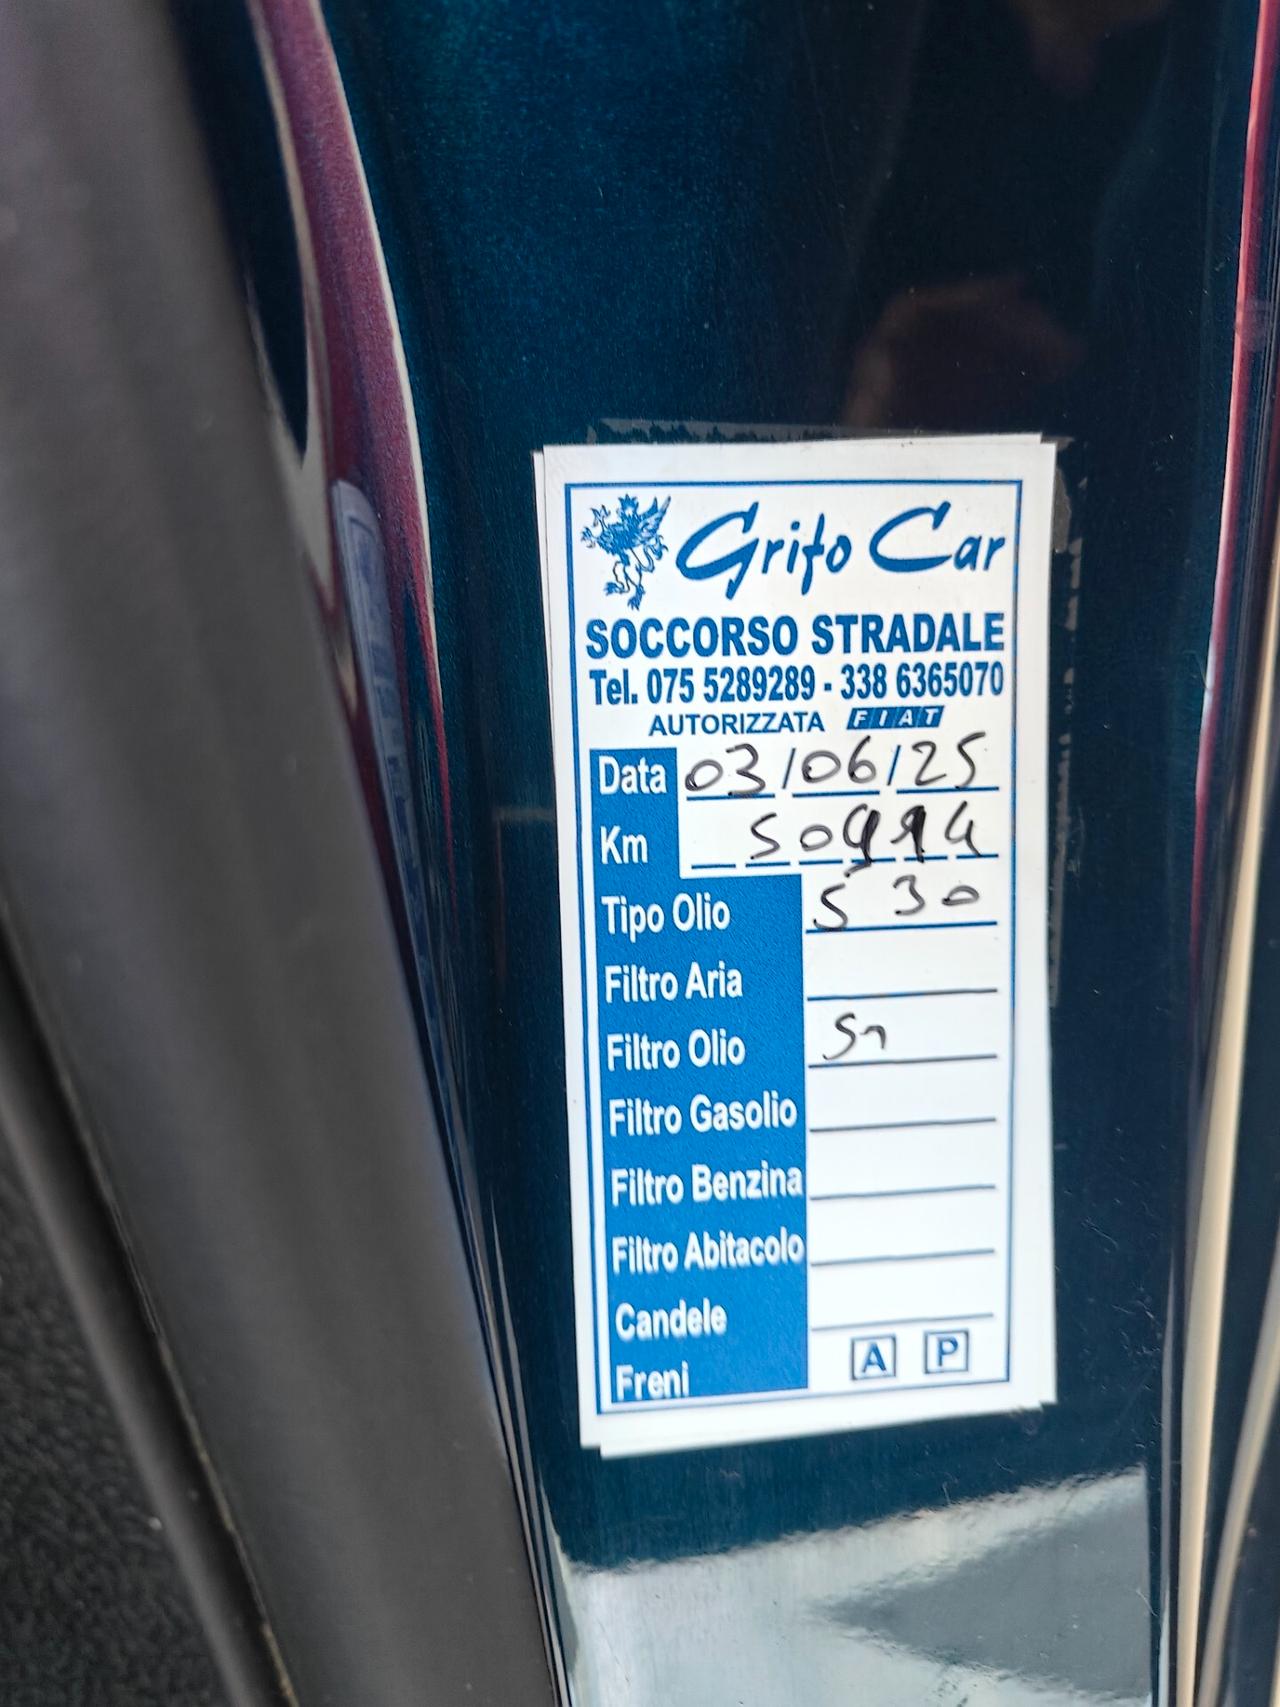 Grifo Car
SOCCORSO STRADALE
Tel. 075 5289289 - 338 6365070
AUTORIZZATA FIAT
Data 03/06/25
Km
Tipo Olio 5 30
Filtro Aria
Filtro Olio Si
Filtro Gasolio
Filtro Benzina
Filtro Abitacolo
Candele
Freni A P